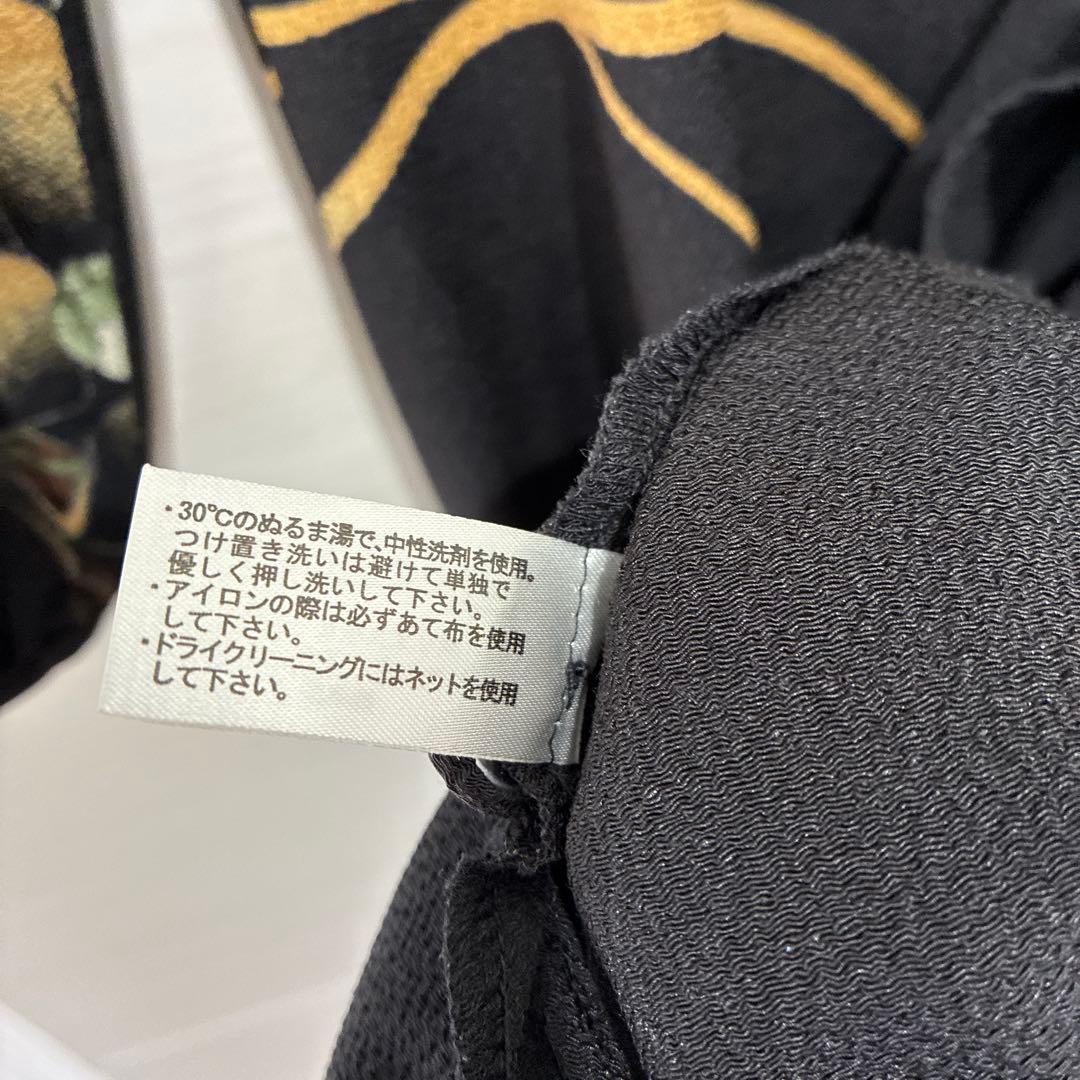 ・30℃のぬるま湯で、中性洗剤を使用。
つけ置き洗いは避けて単独で
優しく押し洗いして下さい。
・アイロンの際は必ずあて布を使用
して下さい。
・ドライクリーニングにはネットを使用
して下さい。